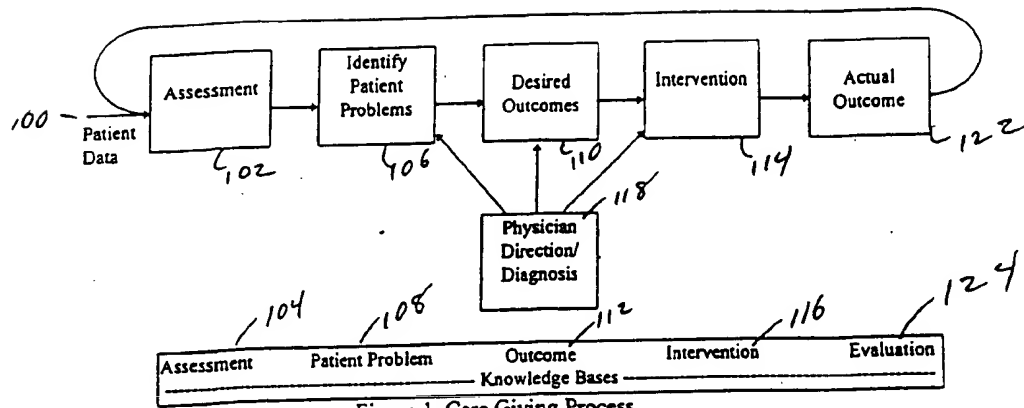 100
Patient
Data
Assessment
102
Identify
Patient
Problems
106
Desired
Outcomes
110
Intervention
114
Actual
Outcome
122
Physician
Direction/
Diagnosis
118
104
108
112
116
124
Assessment Patient Problem Outcome Intervention Evaluation
Knowledge Bases
Figure 1. Care Giving Process